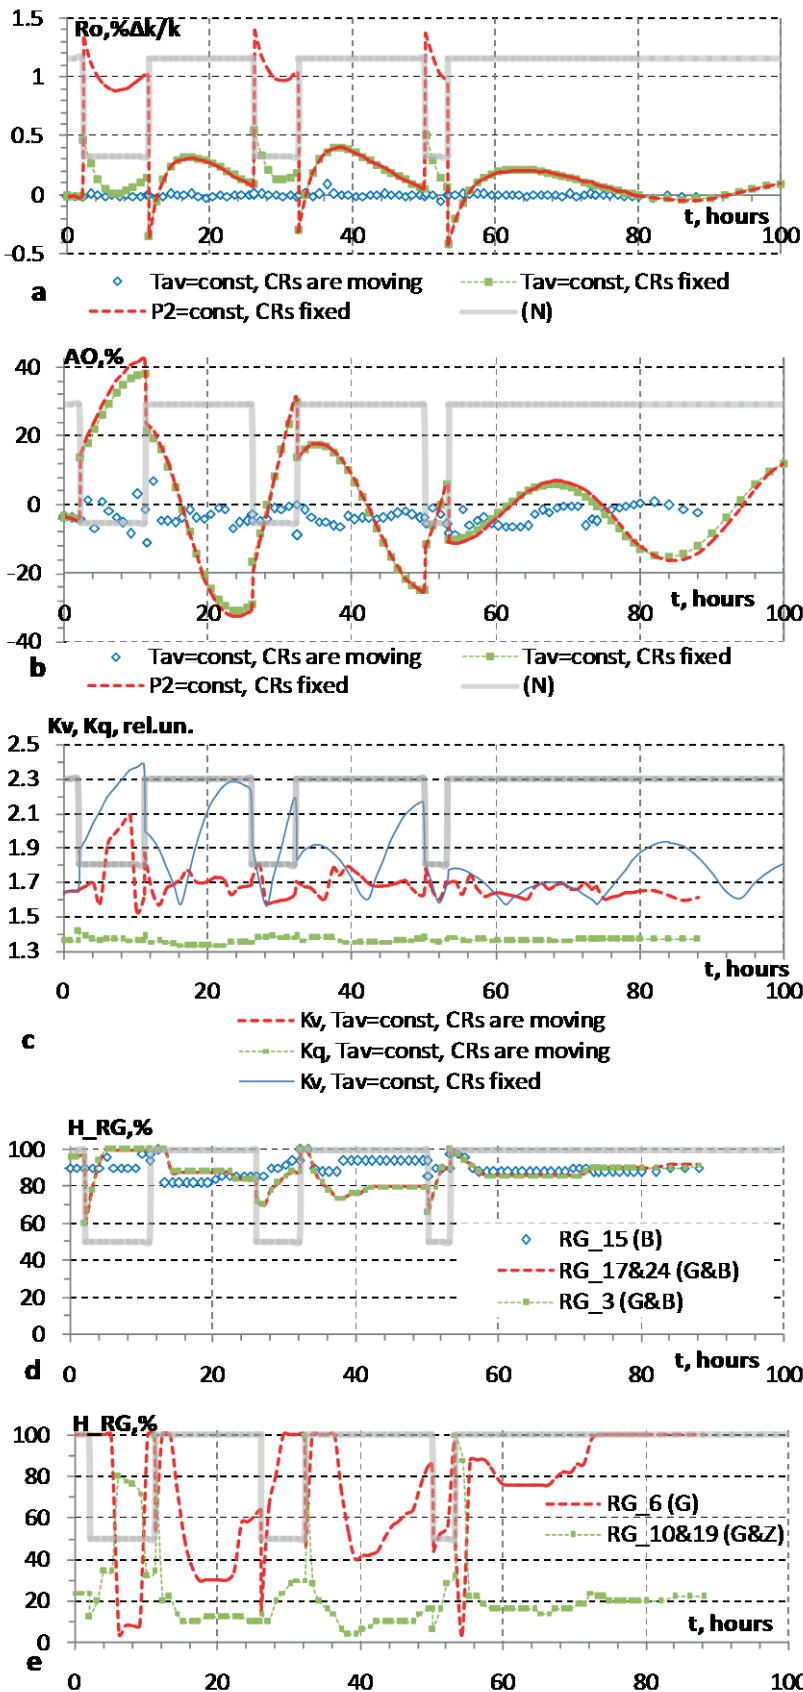 Ro,%Δk/k
1.5
1
0.5
0
-0.5
0 20 40 60 80 100
t, hours
Tav=const, CRs are moving
Tav=const, CRs fixed
P2=const, CRs fixed
(N)
a
AO,%
40
20
0
-20
-40
0 20 40 60 80 100
t, hours
Tav=const, CRs are moving
Tav=const, CRs fixed
P2=const, CRs fixed
(N)
b
Kv, Kq, rel.un.
2.5
2.3
2.1
1.9
1.7
1.5
1.3
t, hours
0 20 40 60 80 100
Kv, Tav=const, CRs are moving
Kq, Tav=const, CRs are moving
Kv, Tav=const, CRs fixed
c
H_RG,%
100
80
60
40
20
0
RG_15 (B)
RG_17&24 (G&B)
RG_3 (G&B)
0 20 40 60 80 100
t, hours
d
H_RG,%
100
80
60
40
20
0
RG_6 (G)
RG_10&19 (G&Z)
t, hours
0 20 40 60 80 100
e